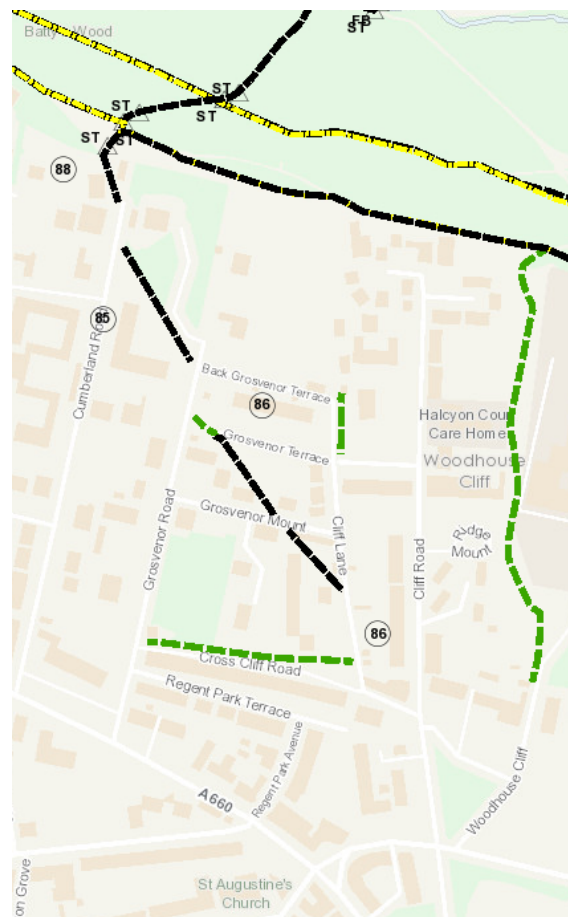 FB
ST
Batty's Wood
ST
ST
ST
ST
ST
88
85
Cumberland Road
Back Grosvenor Terrace
86
Grosvenor Terrace
Halcyon Court
Care Home
Woodhouse
Cliff
Grosvenor Road
Grosvenor Mount
Cliff Lane
Cliff Road
Ridge
Mount
86
Cross Cliff Road
Regent Park Terrace
Regent Park Avenue
A660
Woodhouse Cliff
St Augustine's
Church
on Grove